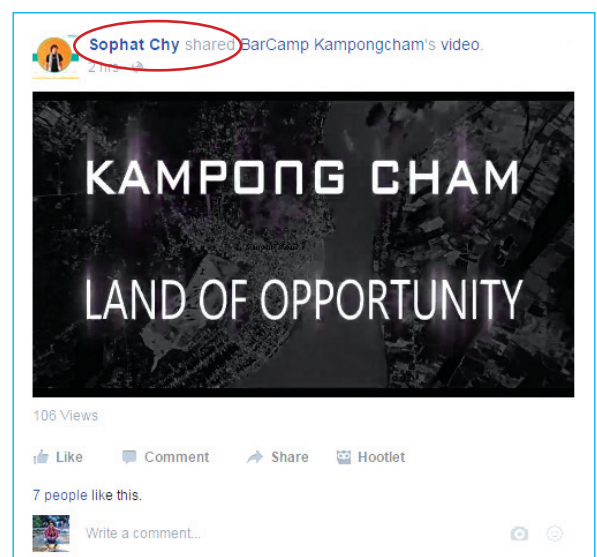 Sophat Chy shared BarCamp Kampongcham's video.
2 hrs
KAMPONG CHAM
LAND OF OPPORTUNITY
106 Views
Like Comment Share Hootlet
7 people like this.
Write a comment...